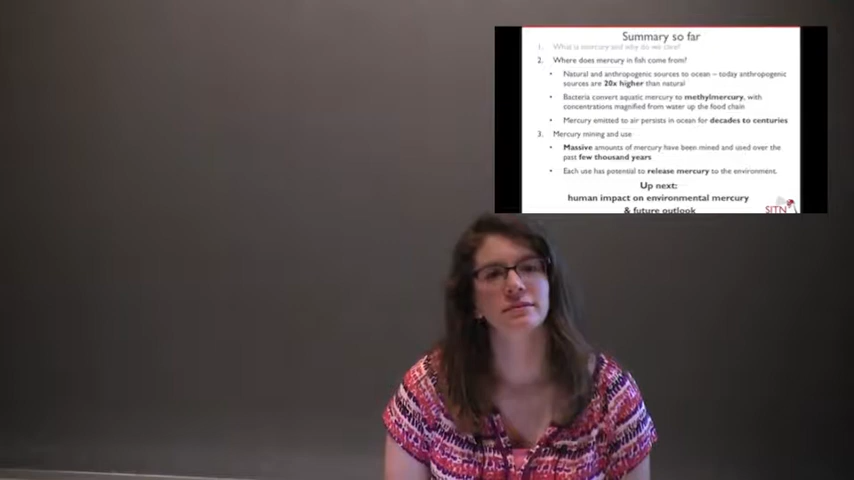 Summary so far
1. What is mercury and why do we care?
2. Where does mercury in fish come from?
• Natural and anthropogenic sources to ocean – today anthropogenic
sources are 20x higher than natural
• Bacteria convert aquatic mercury to methylmercury, with
concentrations magnified from water up the food chain
• Mercury emitted to air persists in ocean for decades to centuries
3. Mercury mining and use
• Massive amounts of mercury have been mined and used over the
past few thousand years
• Each use has potential to release mercury to the environment.
Up next:
human impact on environmental mercury
& future outlook
SITN